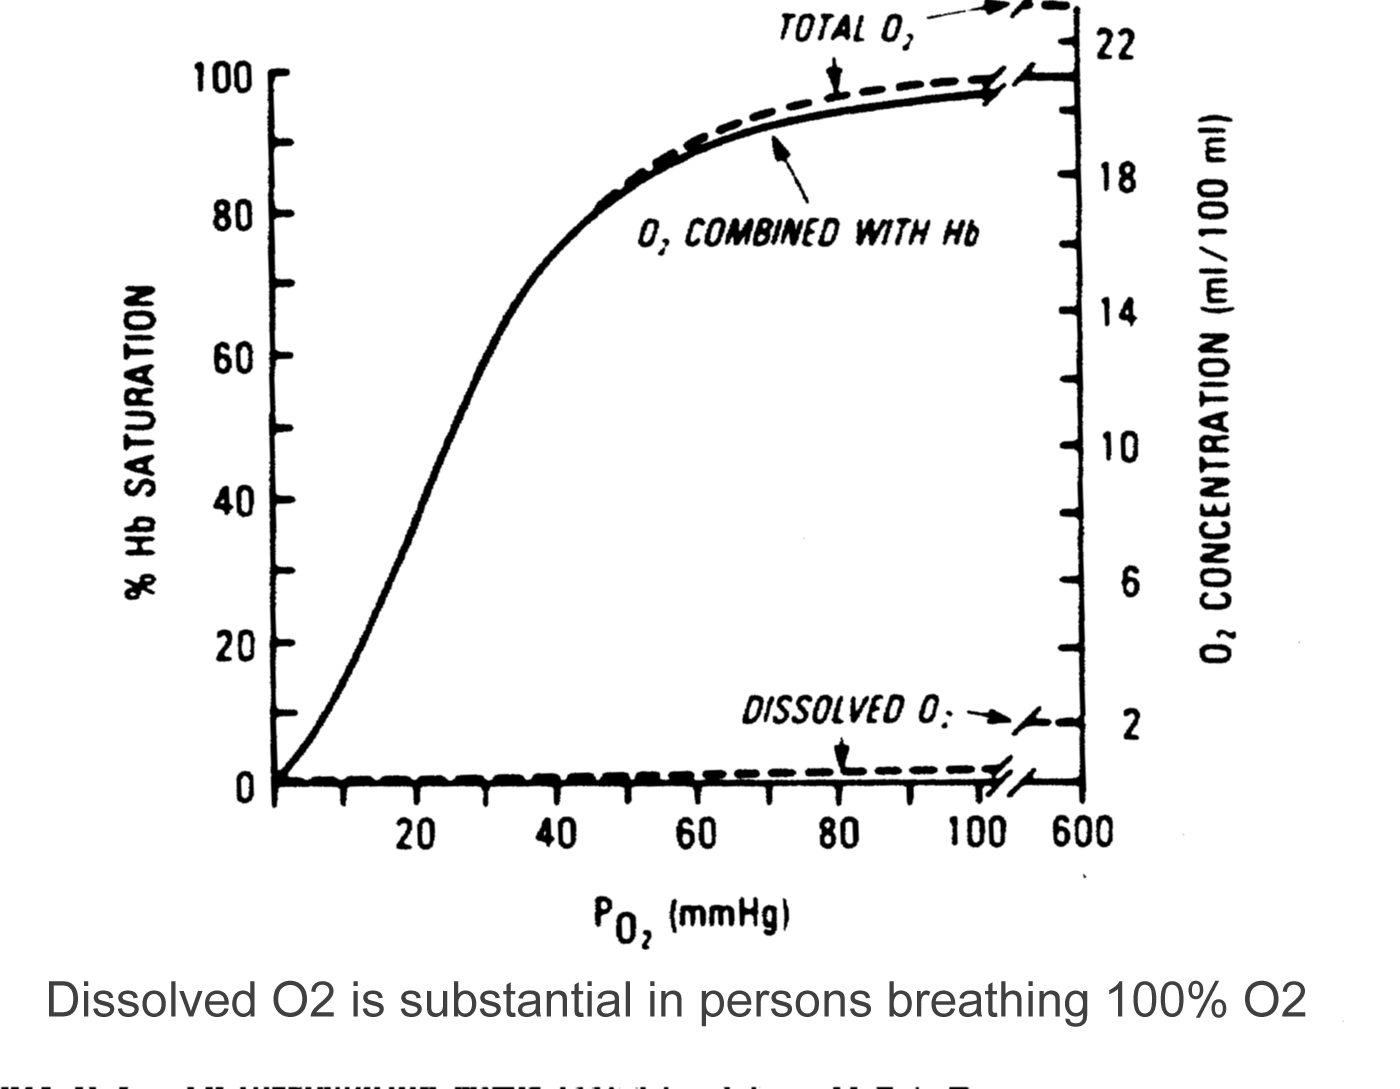 TOTAL O2
22
100
18
80
O2 COMBINED WITH Hb
14
60
% Hb SATURATION
O2 CONCENTRATION (ml/100 ml)
10
40
6
20
DISSOLVED O2
2
0
20 40 60 80 100 600
PO2 (mmHg)
Dissolved O2 is substantial in persons breathing 100% O2